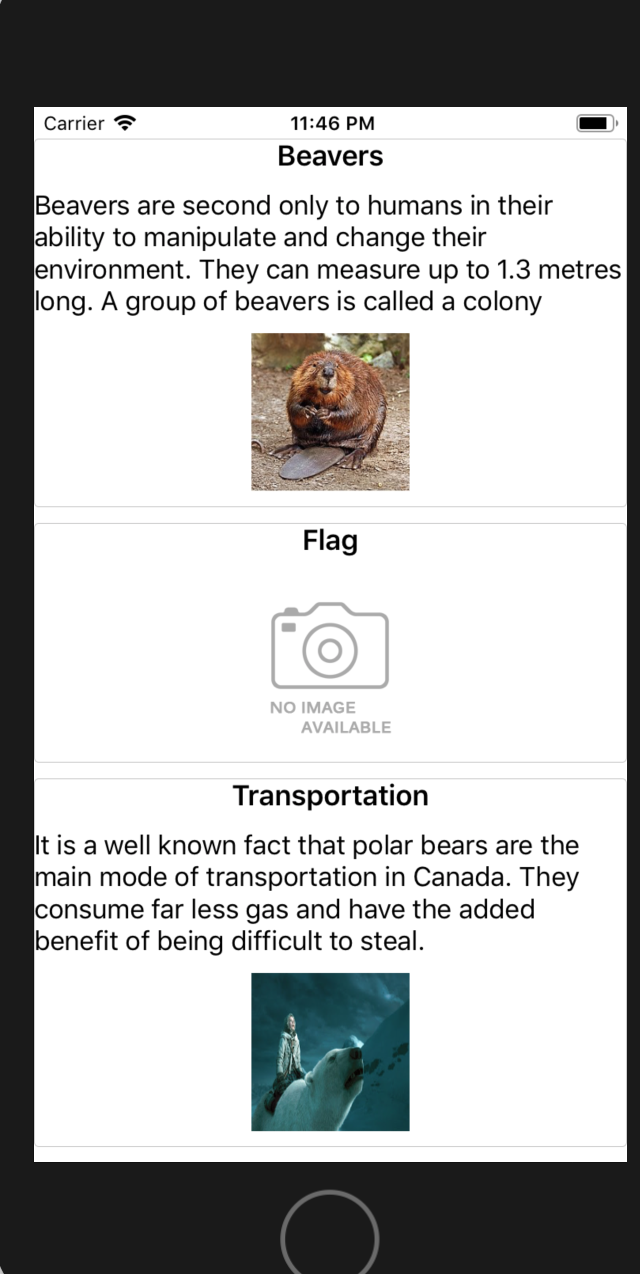 Carrier 11:46 PM
Beavers
Beavers are second only to humans in their
ability to manipulate and change their
environment. They can measure up to 1.3 metres
long. A group of beavers is called a colony
Flag
NO IMAGE
AVAILABLE
Transportation
It is a well known fact that polar bears are the
main mode of transportation in Canada. They
consume far less gas and have the added
benefit of being difficult to steal.